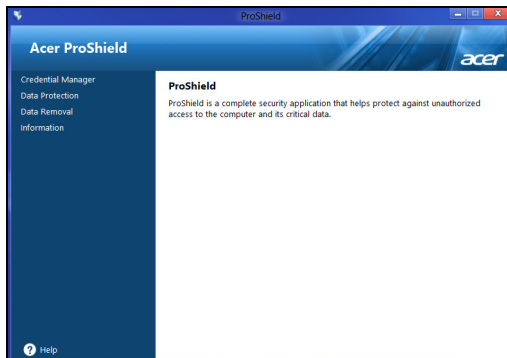 ProShield
Acer ProShield
acer
Credential Manager
Data Protection
Data Removal
Information
ProShield
ProShield is a complete security application that helps protect against unauthorized
access to the computer and its critical data.
Help